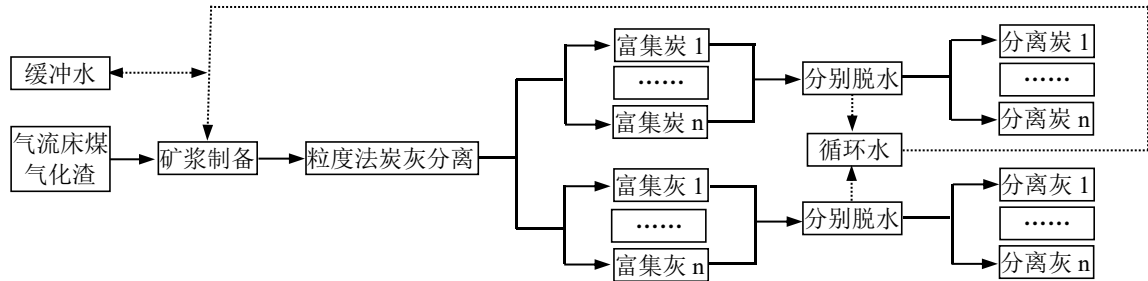 缓冲水
气流床煤
气化渣
矿浆制备
粒度法炭灰分离
富集炭 1
……
富集炭 n
富集灰 1
……
富集灰 n
分别脱水
循环水
分别脱水
分离炭 1
……
分离炭 n
分离灰 1
……
分离灰 n